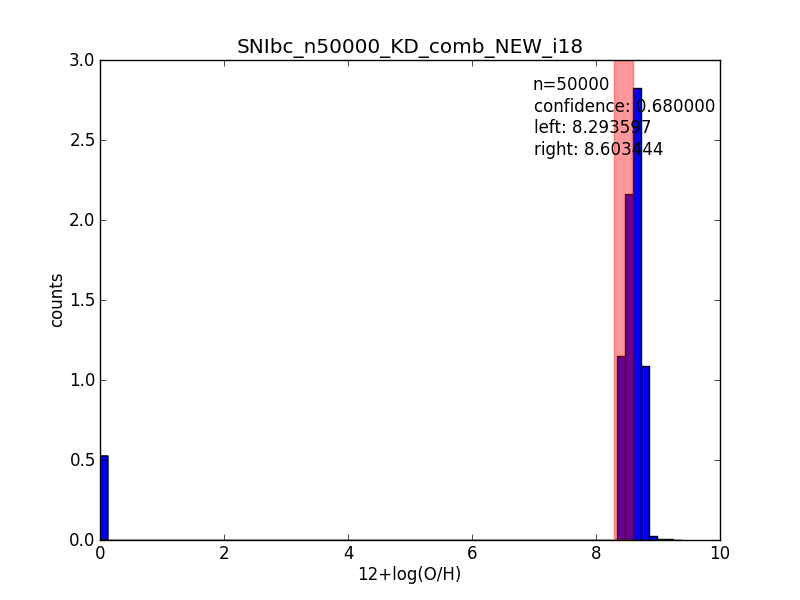 SNIbc_n50000_KD_comb_NEW_i18
3.0
n=50000
confidence: 0.680000
left: 8.293597
right: 8.603444
2.5
2.0
1.5
1.0
0.5
0.0
counts
0 2 4 6 8 10
12+log(O/H)